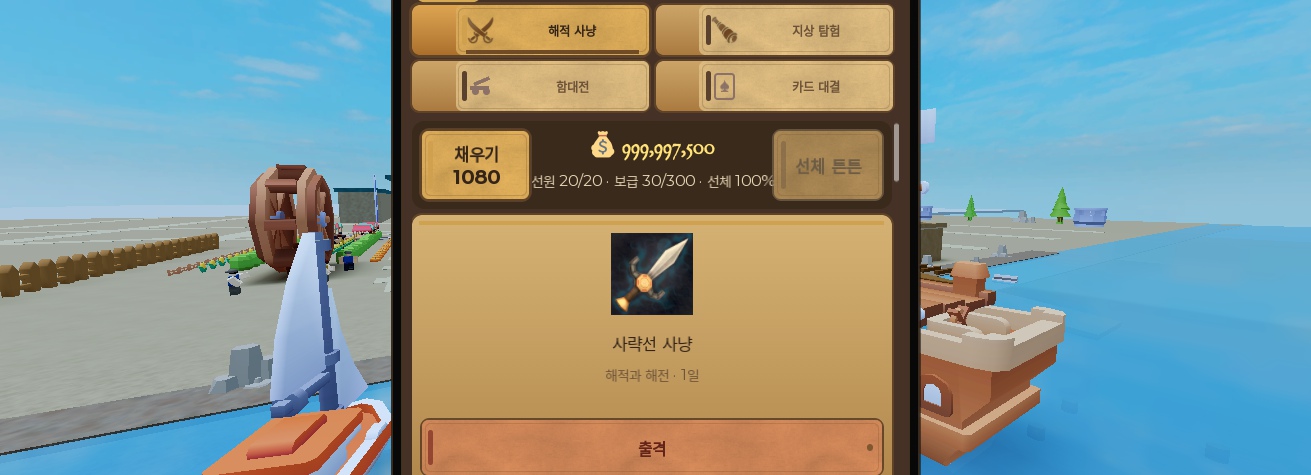 해적 사냥
지상 탐험
함대전
카드 대결
채우기
1080
999,997,500
선원 20/20 · 보급 30/300 · 선체 100%
선체 튼튼
사략선 사냥
해적과 해전 · 1일
출격